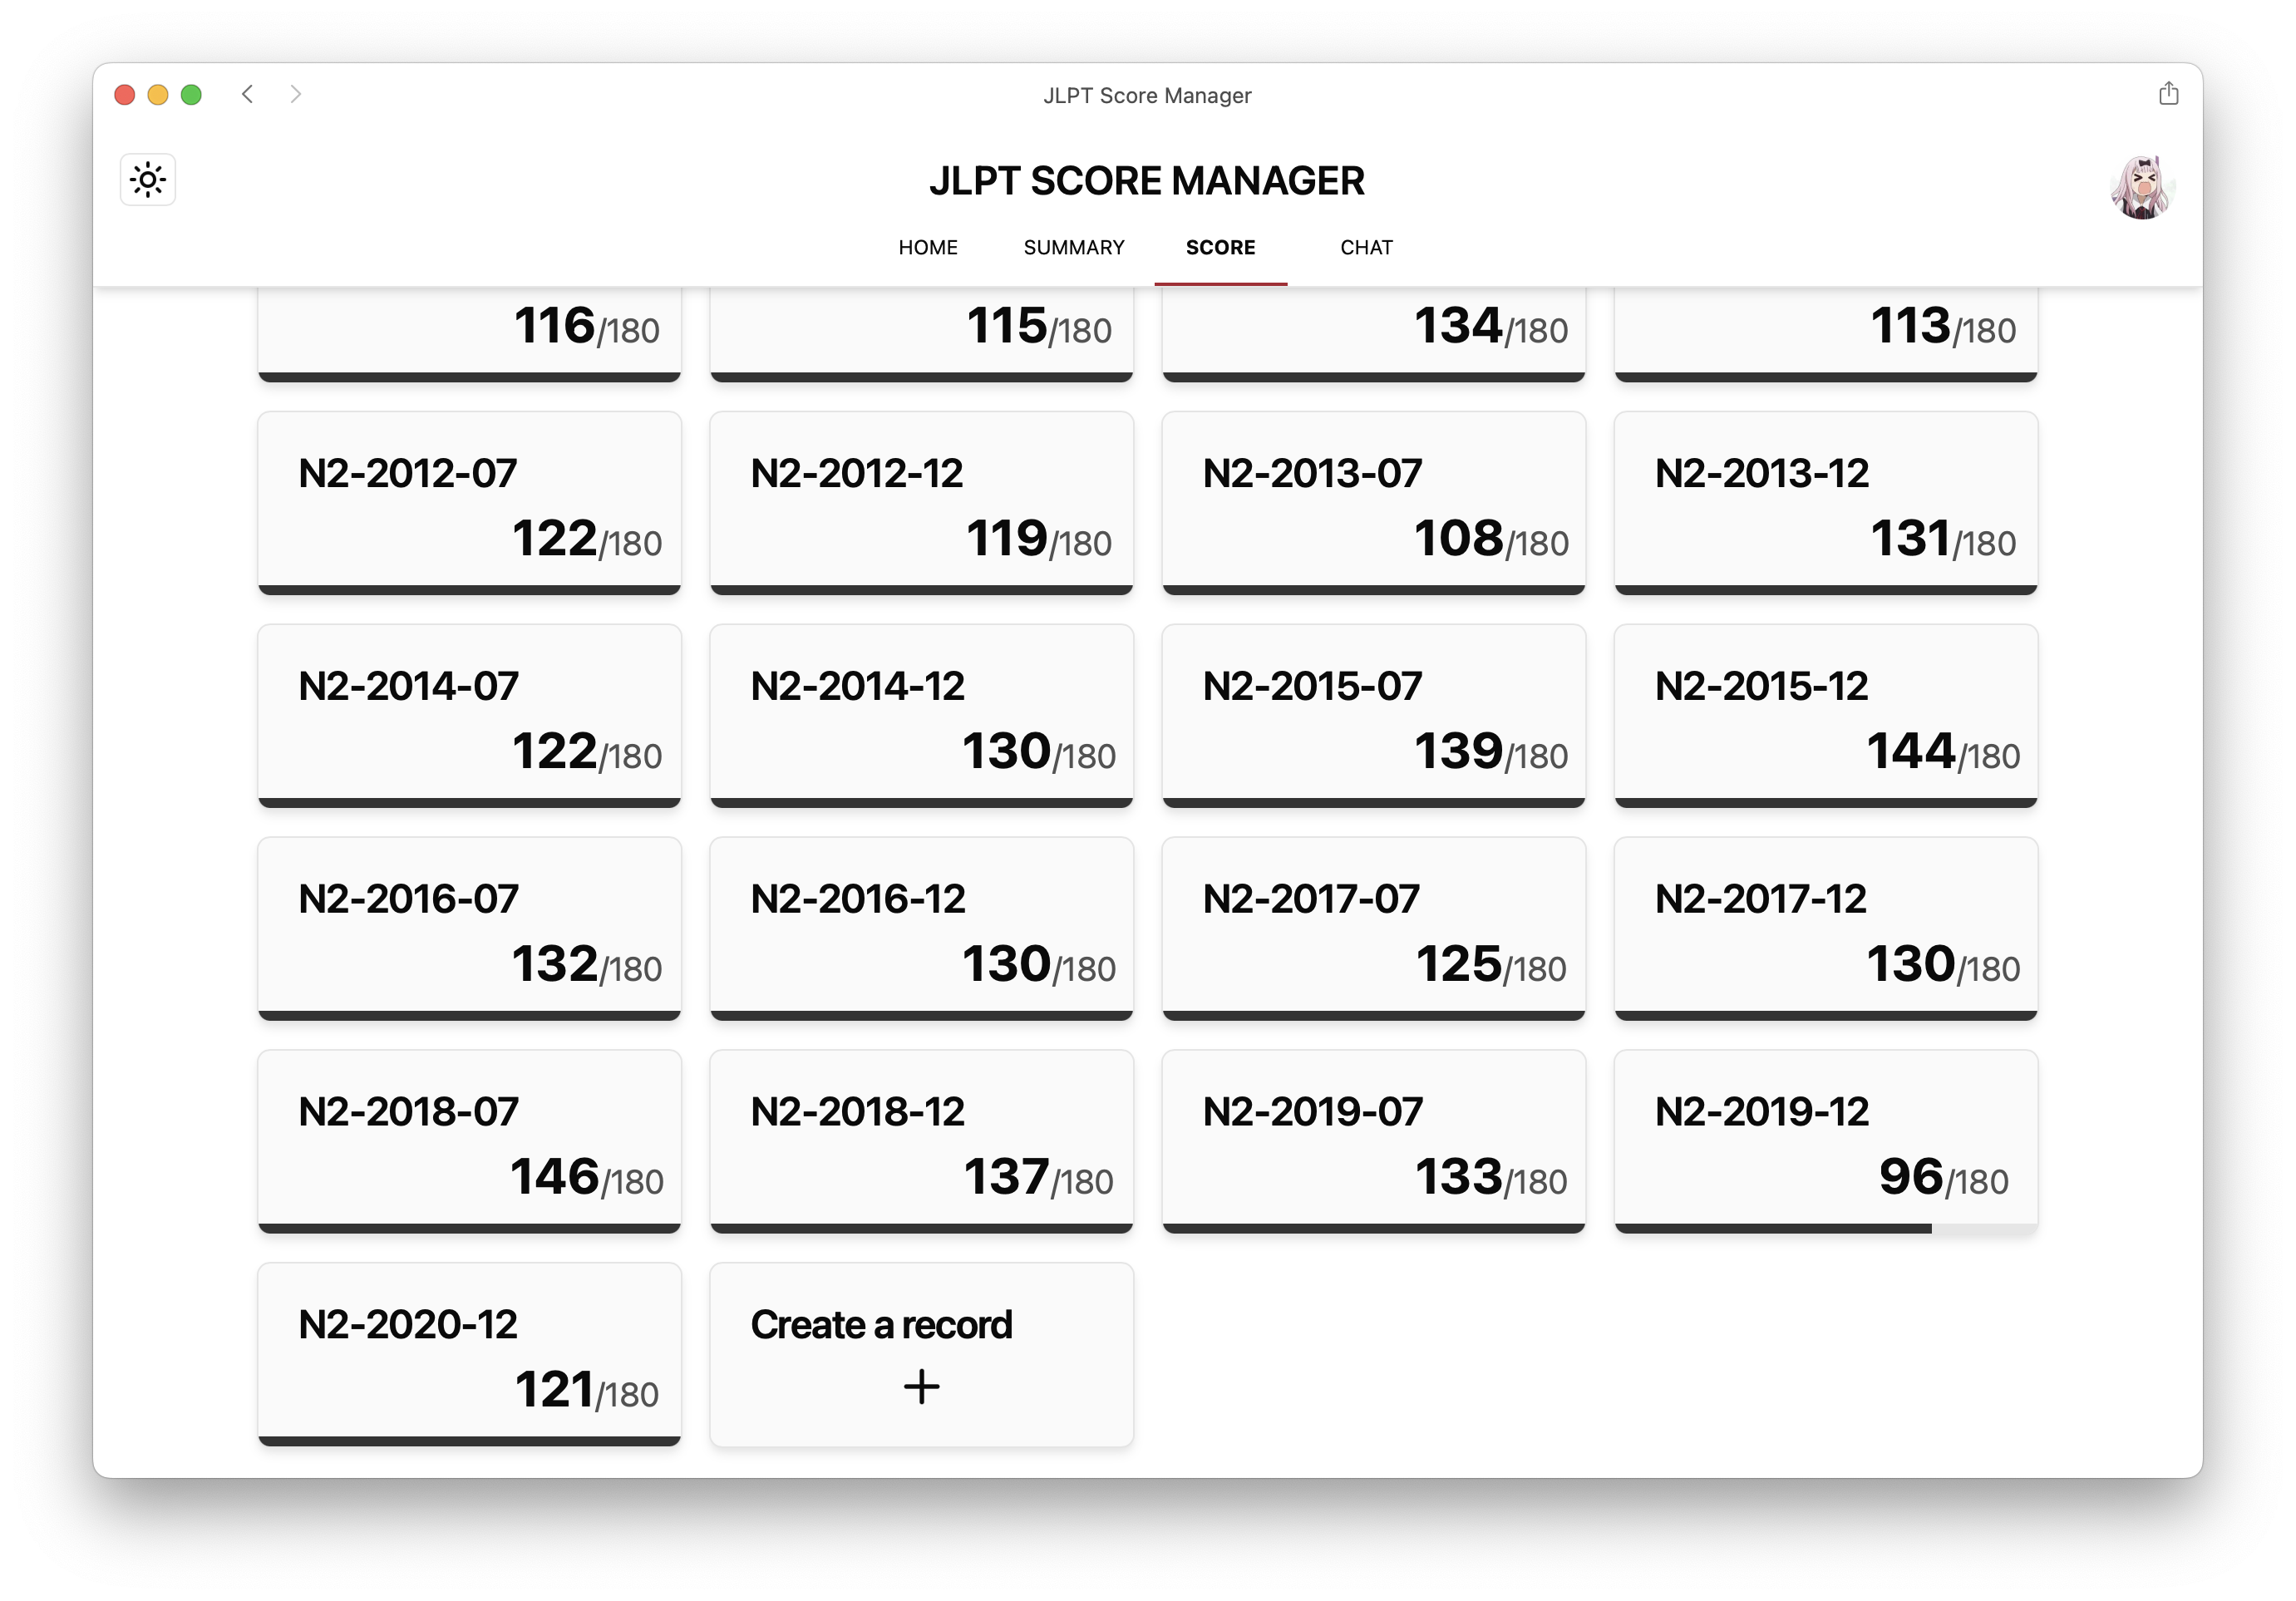 JLPT Score Manager
JLPT SCORE MANAGER
HOME SUMMARY SCORE CHAT
116/180 115/180 134/180 113/180
N2-2012-07 N2-2012-12 N2-2013-07 N2-2013-12
122/180 119/180 108/180 131/180
N2-2014-07 N2-2014-12 N2-2015-07 N2-2015-12
122/180 130/180 139/180 144/180
N2-2016-07 N2-2016-12 N2-2017-07 N2-2017-12
132/180 130/180 125/180 130/180
N2-2018-07 N2-2018-12 N2-2019-07 N2-2019-12
146/180 137/180 133/180 96/180
N2-2020-12 Create a record
121/180 +